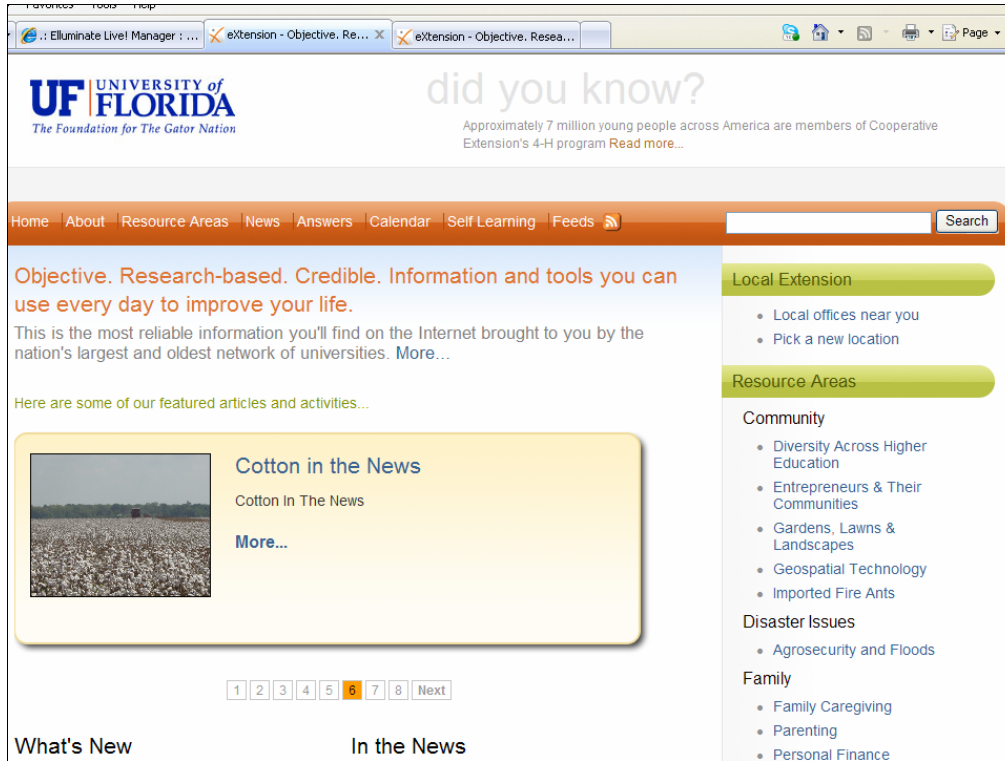 Favorites Tools Help
.: Elluminate Live! Manager : ...
eXtension - Objective. Re... X
eXtension - Objective. Resea...
Page
UF UNIVERSITY of FLORIDA
The Foundation for The Gator Nation
did you know?
Approximately 7 million young people across America are members of Cooperative
Extension's 4-H program Read more...
Home About Resource Areas News Answers Calendar Self Learning Feeds Search
Objective. Research-based. Credible. Information and tools you can
use every day to improve your life.
This is the most reliable information you'll find on the Internet brought to you by the
nation's largest and oldest network of universities. More...
Here are some of our featured articles and activities...
Cotton in the News
Cotton In The News
More...
1 2 3 4 5 6 7 8 Next
What's New
In the News
Local Extension
Local offices near you
Pick a new location
Resource Areas
Community
Diversity Across Higher
Education
Entrepreneurs & Their
Communities
Gardens, Lawns &
Landscapes
Geospatial Technology
Imported Fire Ants
Disaster Issues
Agrosecurity and Floods
Family
Family Caregiving
Parenting
Personal Finance